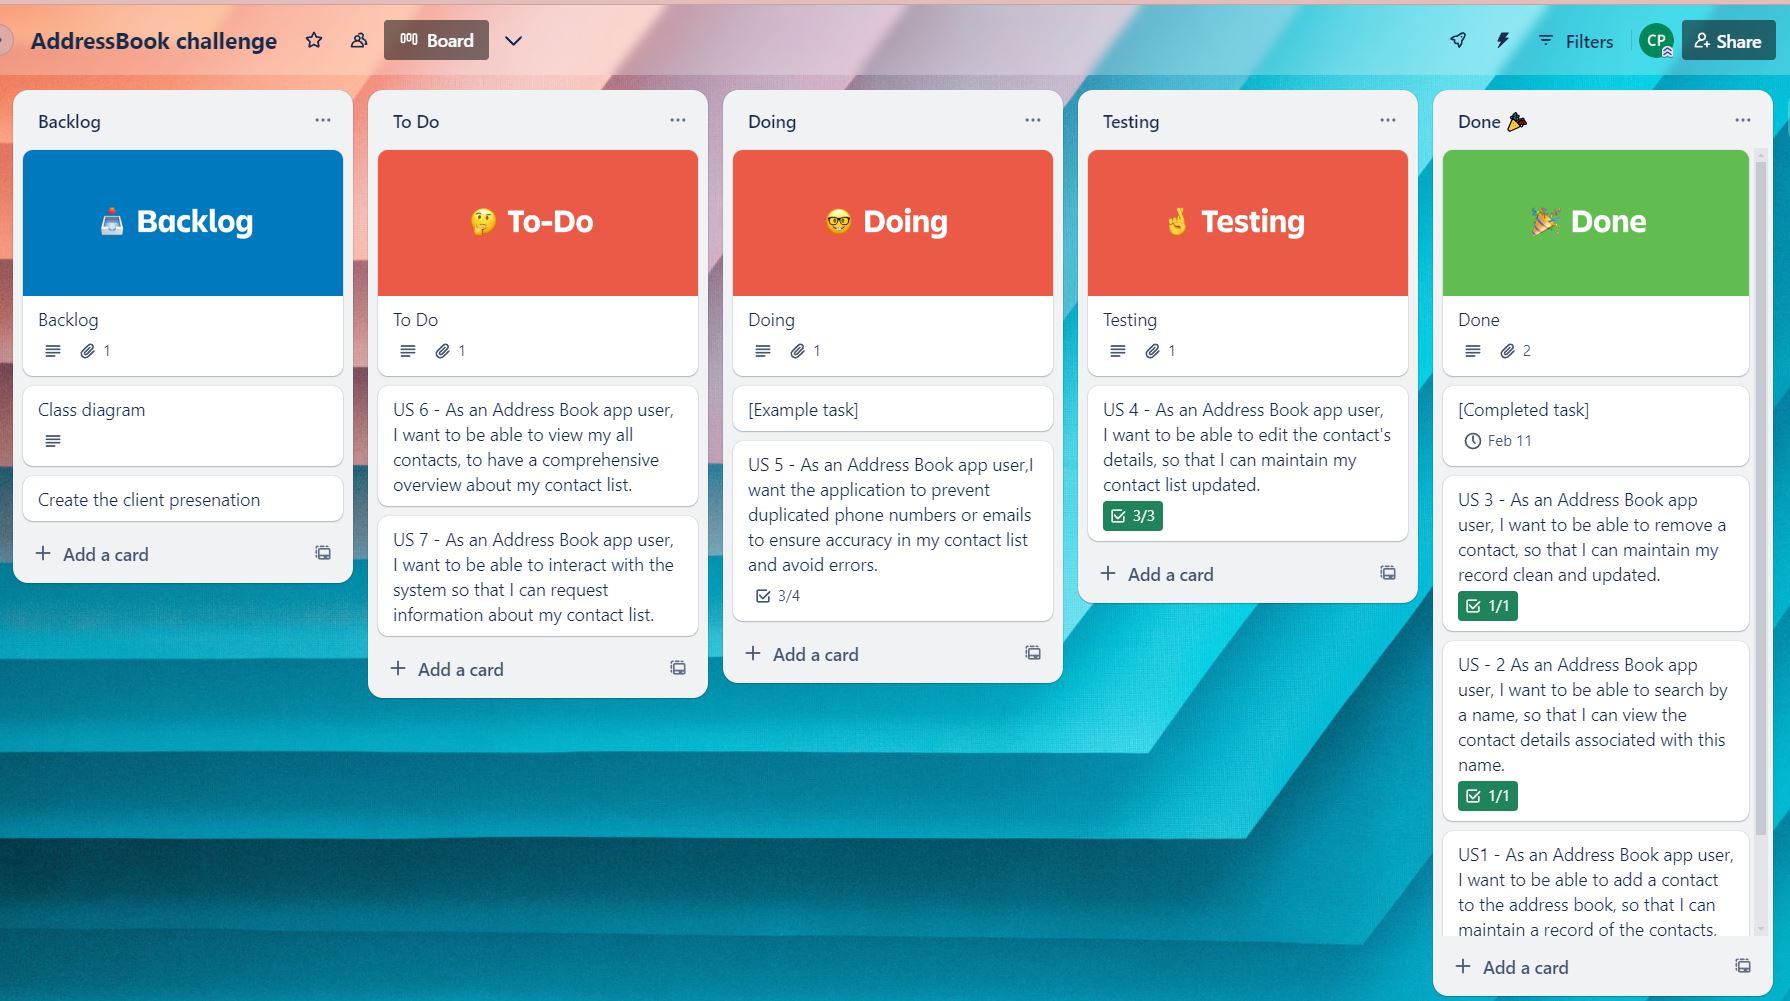 AddressBook challenge
Board
Filters
CP
Share
Backlog
Backlog
Backlog
1
Class diagram
Create the client presenation
Add a card
To Do
To-Do
To Do
1
US 6 - As an Address Book app user,
I want to be able to view my all
contacts, to have a comprehensive
overview about my contact list.
US 7 - As an Address Book app user,
I want to be able to interact with the
system so that I can request
information about my contact list.
Add a card
Doing
Doing
Doing
1
[Example task]
US 5 - As an Address Book app user,I
want the application to prevent
duplicated phone numbers or emails
to ensure accuracy in my contact list
and avoid errors.
3/4
Add a card
Testing
Testing
Testing
1
US 4 - As an Address Book app user,
I want to be able to edit the contact's
details, so that I can maintain my
contact list updated.
3/3
Add a card
Done
Done
Done
2
[Completed task]
Feb 11
US 3 - As an Address Book app
user, I want to be able to remove a
contact, so that I can maintain my
record clean and updated.
1/1
US - 2 As an Address Book app
user, I want to be able to search by
a name, so that I can view the
contact details associated with this
name.
1/1
US1 - As an Address Book app user,
I want to be able to add a contact
to the address book, so that I can
maintain a record of the contacts.
Add a card